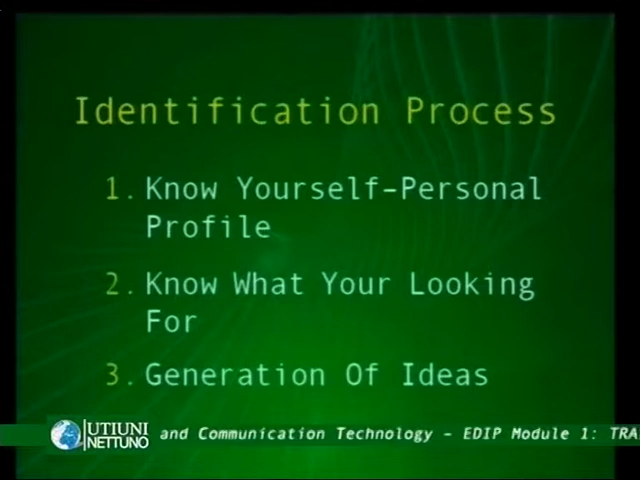 Identification Process
1. Know Yourself-Personal
Profile
2. Know What Your Looking
For
3. Generation Of Ideas
UTIUNI
NETTUNO
and Communication Technology - EDIP Module 1: TRA